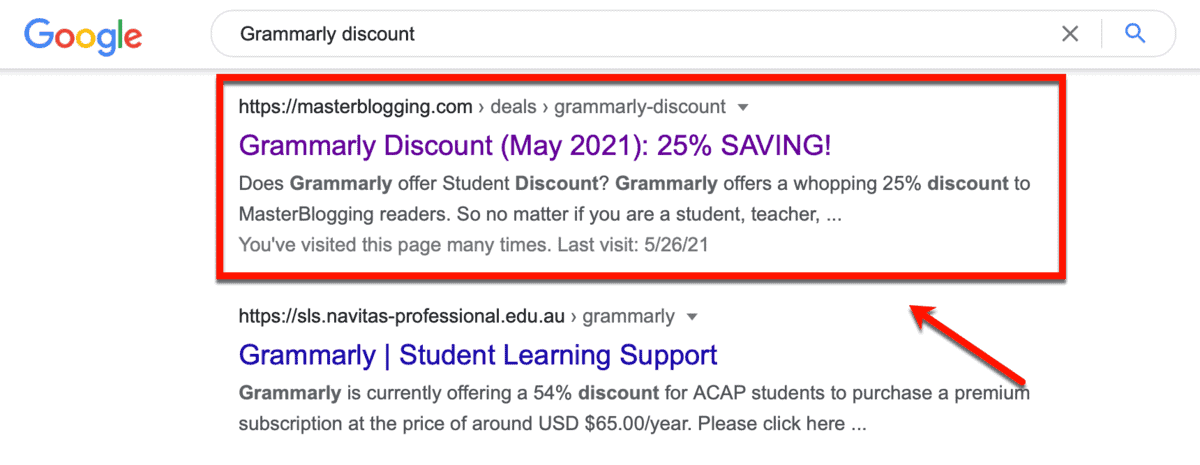 Google
Grammarly discount
https://masterblogging.com › deals › grammarly-discount
Grammarly Discount (May 2021): 25% SAVING!
Does Grammarly offer Student Discount? Grammarly offers a whopping 25% discount to
MasterBlogging readers. So no matter if you are a student, teacher, ...
You've visited this page many times. Last visit: 5/26/21
https://sls.navitas-professional.edu.au › grammarly
Grammarly | Student Learning Support
Grammarly is currently offering a 54% discount for ACAP students to purchase a premium
subscription at the price of around USD $65.00/year. Please click here ...